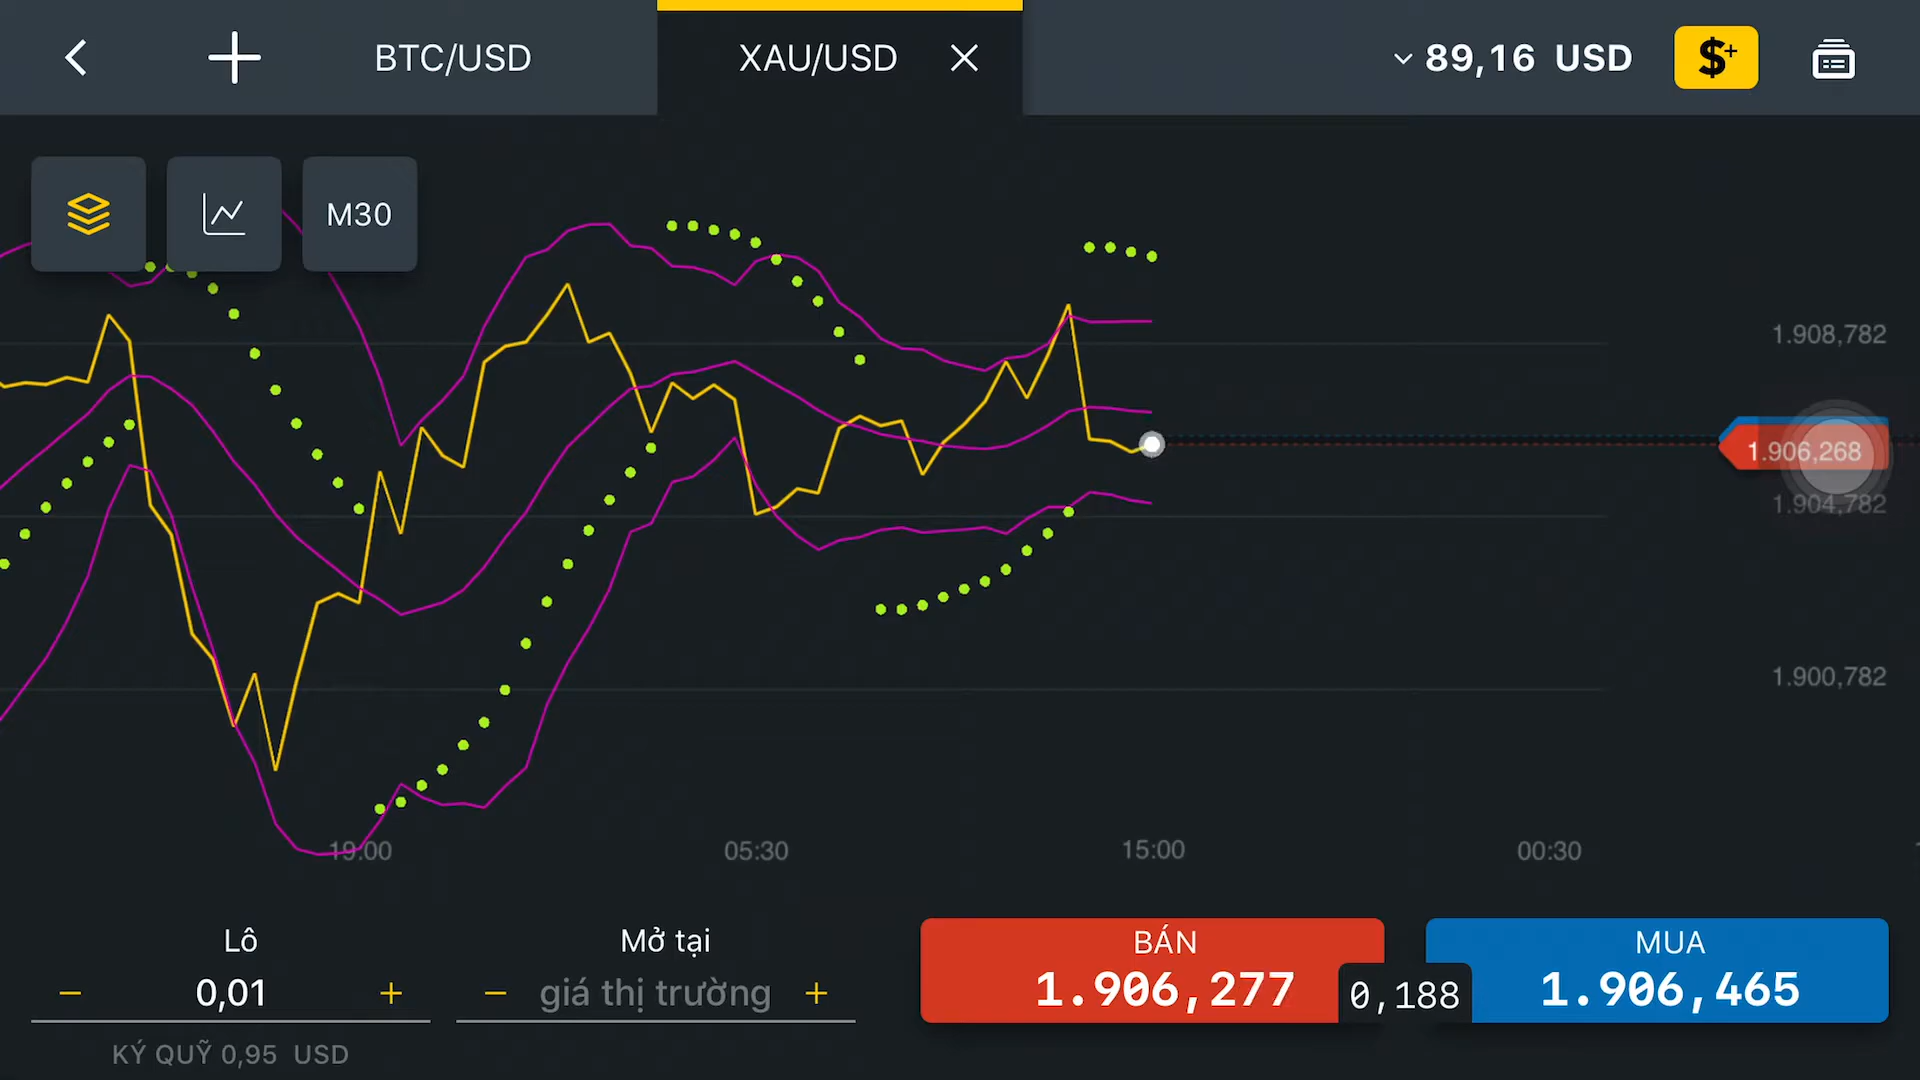 BTC/USD
XAU/USD
89,16 USD
$+
M30
1.908,782
1.906,268
1.904,782
1.900,782
19:00
05:30
15:00
00:30
Lô
− 0,01 +
KÝ QUỸ 0,95 USD
Mở tại
− giá thị trường +
BÁN
1.906,277
0,188
MUA
1.906,465